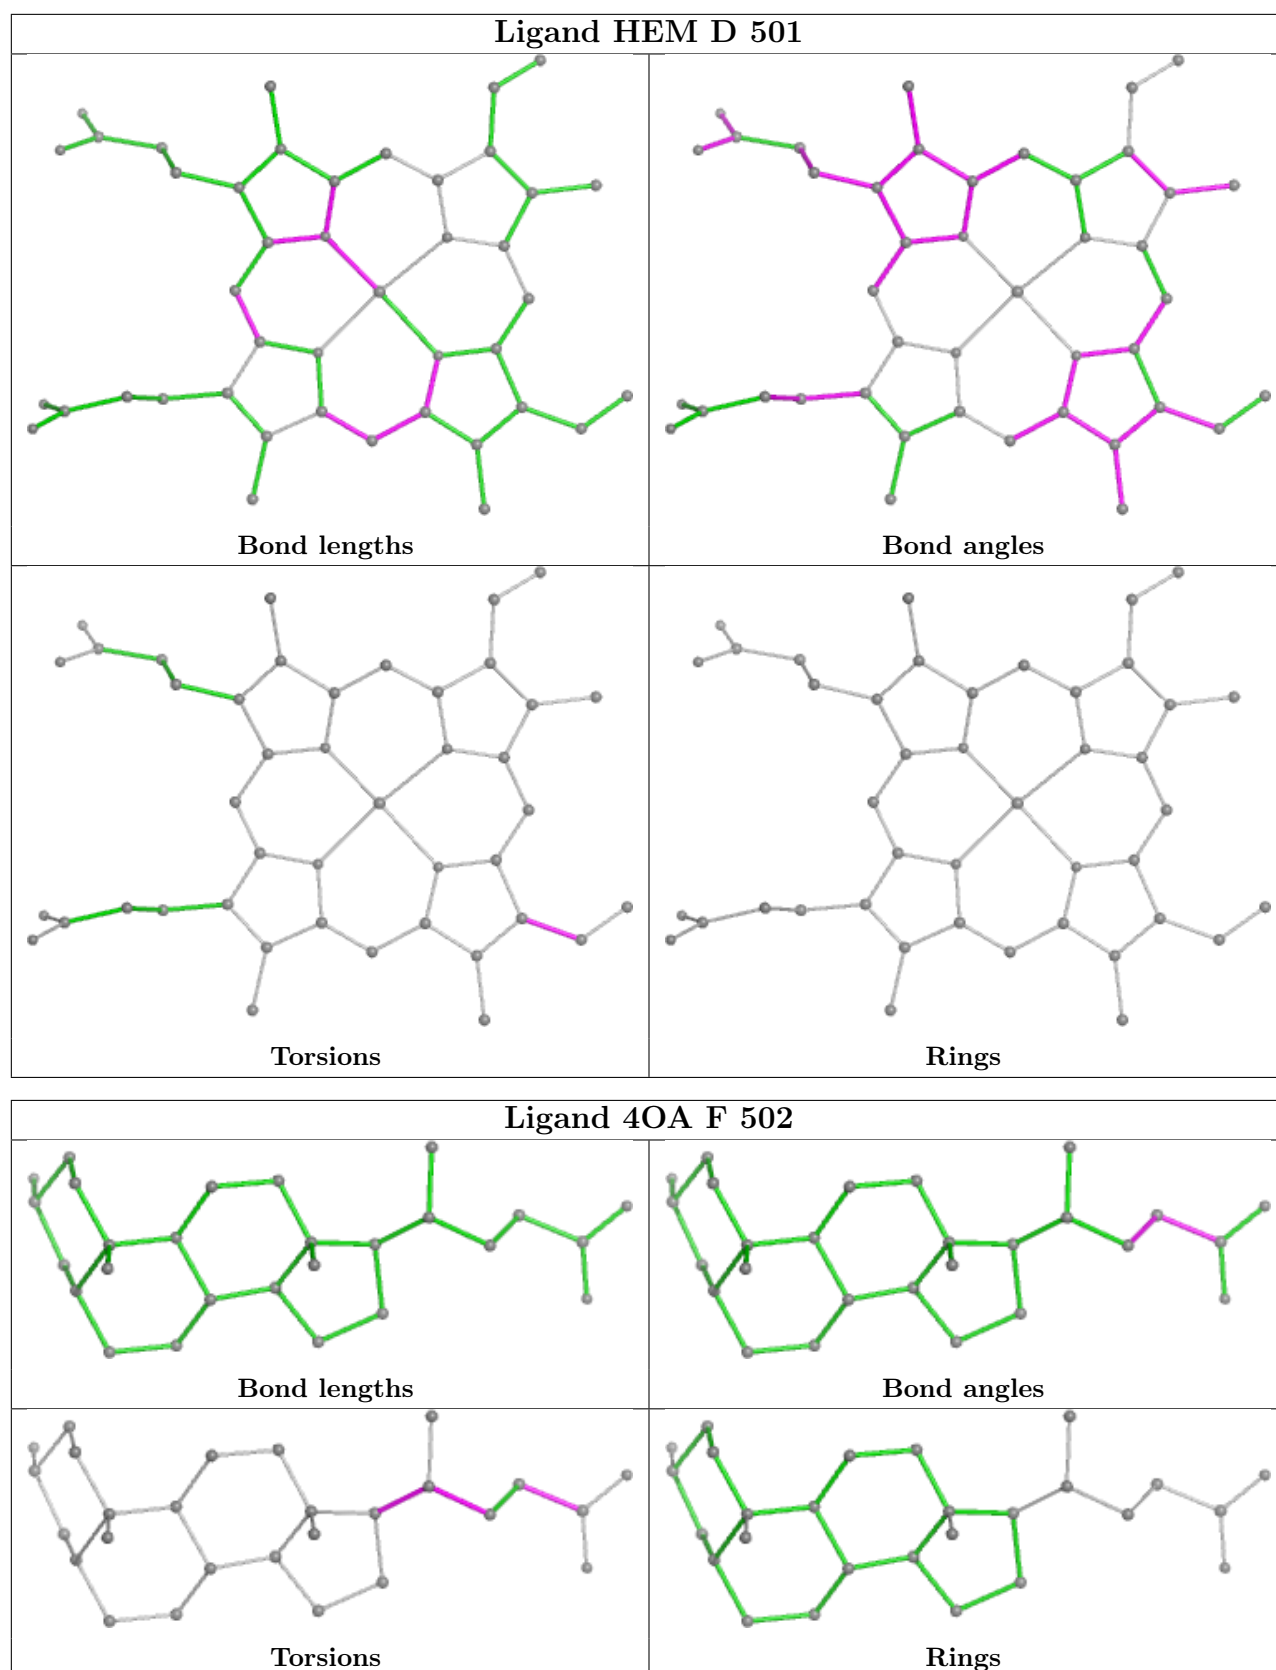 Ligand HEM D 501
Bond lengths
Bond angles
Torsions
Rings
Ligand 4OA F 502
Bond lengths
Bond angles
Torsions
Rings